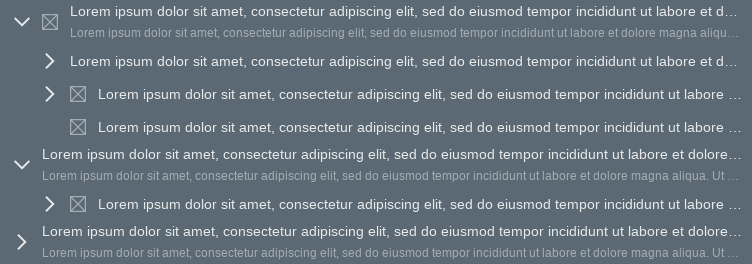 Lorem ipsum dolor sit amet, consectetur adipiscing elit, sed do eiusmod tempor incididunt ut labore et d…
Lorem ipsum dolor sit amet, consectetur adipiscing elit, sed do eiusmod tempor incididunt ut labore et dolore magna aliqu…
Lorem ipsum dolor sit amet, consectetur adipiscing elit, sed do eiusmod tempor incididunt ut labore et d…
Lorem ipsum dolor sit amet, consectetur adipiscing elit, sed do eiusmod tempor incididunt ut labore …
Lorem ipsum dolor sit amet, consectetur adipiscing elit, sed do eiusmod tempor incididunt ut labore …
Lorem ipsum dolor sit amet, consectetur adipiscing elit, sed do eiusmod tempor incididunt ut labore et dolore…
Lorem ipsum dolor sit amet, consectetur adipiscing elit, sed do eiusmod tempor incididunt ut labore et dolore magna aliqua. Ut …
Lorem ipsum dolor sit amet, consectetur adipiscing elit, sed do eiusmod tempor incididunt ut labore …
Lorem ipsum dolor sit amet, consectetur adipiscing elit, sed do eiusmod tempor incididunt ut labore et dolore…
Lorem ipsum dolor sit amet, consectetur adipiscing elit, sed do eiusmod tempor incididunt ut labore et dolore magna aliqua. Ut …